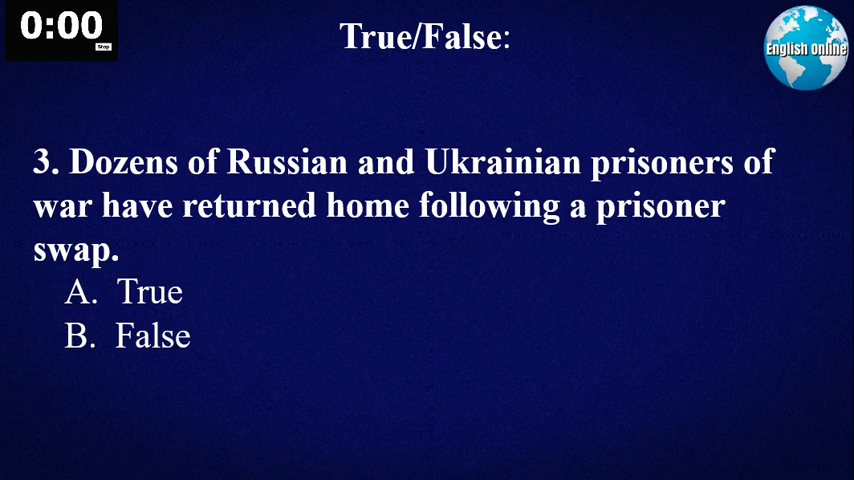 0:00
Stop
True/False:
English Online
3. Dozens of Russian and Ukrainian prisoners of
war have returned home following a prisoner
swap.
A. True
B. False